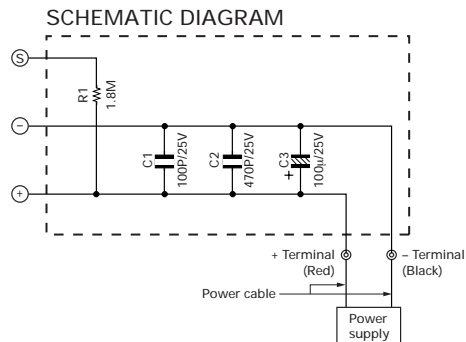 SCHEMATIC DIAGRAM
S
R1
1.8M
−
C1
100P/25V
C2
470P/25V
C3
100µ/25V
+
+
+ Terminal
(Red)
− Terminal
(Black)
Power cable
Power
supply